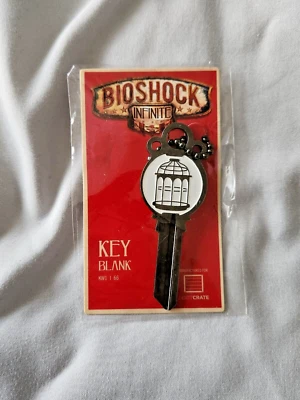 BIOSHOCK
INFINITE
KEY
BLANK
CRATE